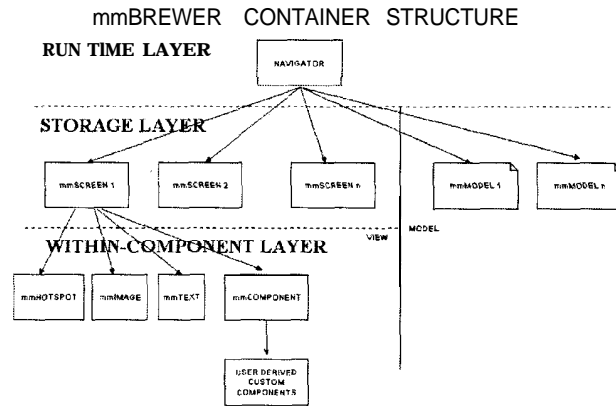 mmBREWER CONTAINER STRUCTURE
RUN TIME LAYER
NAVIGATOR
STORAGE LAYER
mmSCREEN 1
mmSCREEN 2
mmSCREEN n
mmMODEL 1
mmMODEL n
WITHIN-COMPONENT LAYER
VIEW
MODEL
mmHOTSPOT
mmIMAGE
mmTEXT
mmCOMPONENT
USER DERIVED
CUSTOM
COMPONENTS